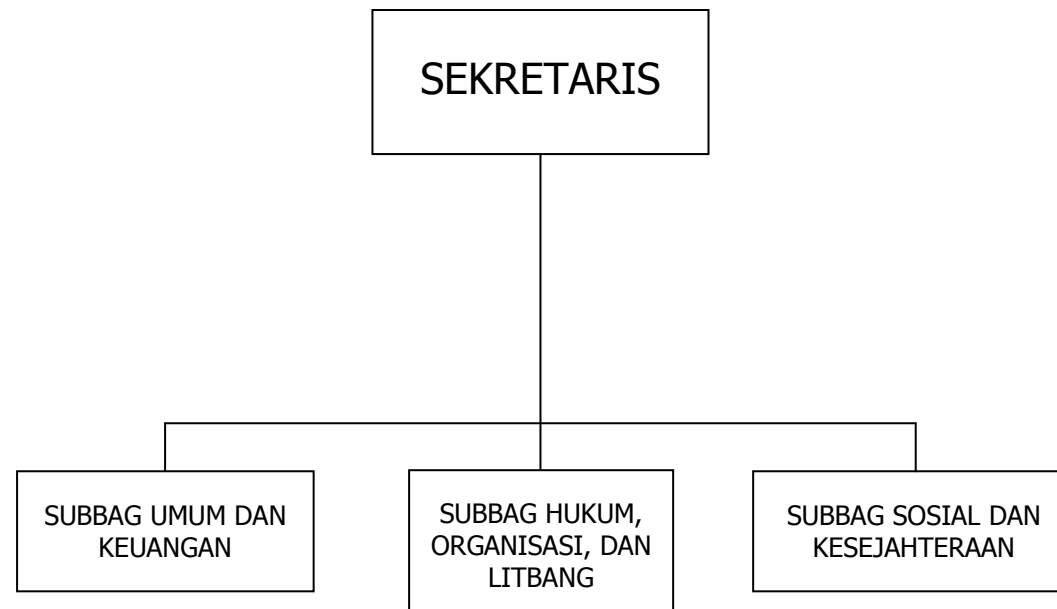 SEKRETARIS
SUBBAG UMUM DAN
KEUANGAN
SUBBAG HUKUM,
ORGANISASI, DAN
LITBANG
SUBBAG SOSIAL DAN
KESEJAHTERAAN